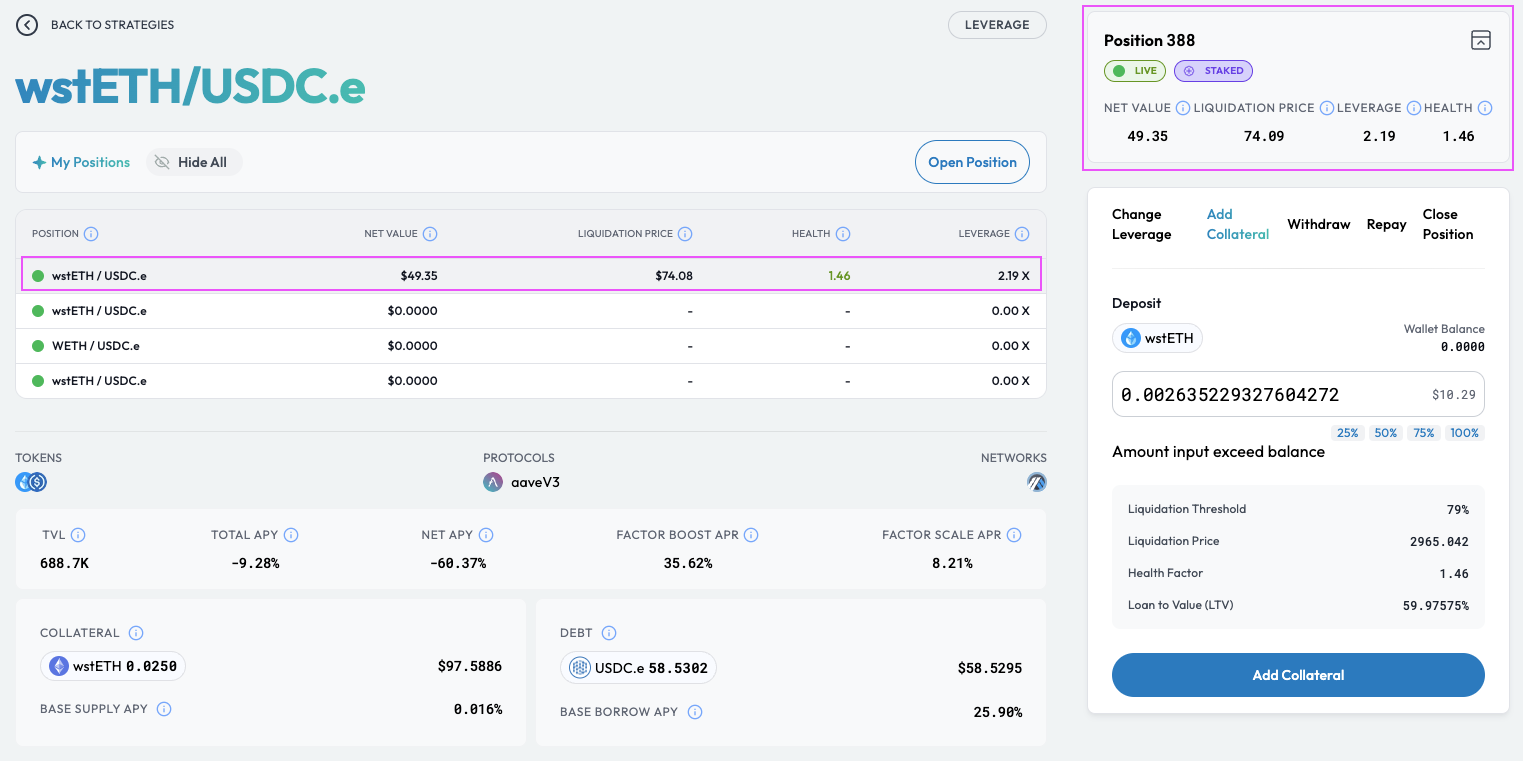 BACK TO STRATEGIES
LEVERAGE
wstETH/USDC.e
My Positions
Hide All
Open Position
POSITION NET VALUE LIQUIDATION PRICE HEALTH LEVERAGE
wstETH / USDC.e $49.35 $74.08 1.46 2.19 X
wstETH / USDC.e $0.0000 - - 0.00 X
WETH / USDC.e $0.0000 - - 0.00 X
wstETH / USDC.e $0.0000 - - 0.00 X
TOKENS PROTOCOLS NETWORKS
aaveV3
TVL TOTAL APY NET APY FACTOR BOOST APR FACTOR SCALE APR
688.7K -9.28% -60.37% 35.62% 8.21%
COLLATERAL
wstETH 0.0250 $97.5886
BASE SUPPLY APY 0.016%
DEBT
USDC.e 58.5302 $58.5295
BASE BORROW APY 25.90%
Position 388
LIVE STAKED
NET VALUE LIQUIDATION PRICE LEVERAGE HEALTH
49.35 74.09 2.19 1.46
Change Leverage
Add Collateral
Withdraw
Repay
Close Position
Deposit
wstETH
Wallet Balance
0.0000
0.002635229327604272 $10.29
25% 50% 75% 100%
Amount input exceed balance
Liquidation Threshold 79%
Liquidation Price 2965.042
Health Factor 1.46
Loan to Value (LTV) 59.97575%
Add Collateral